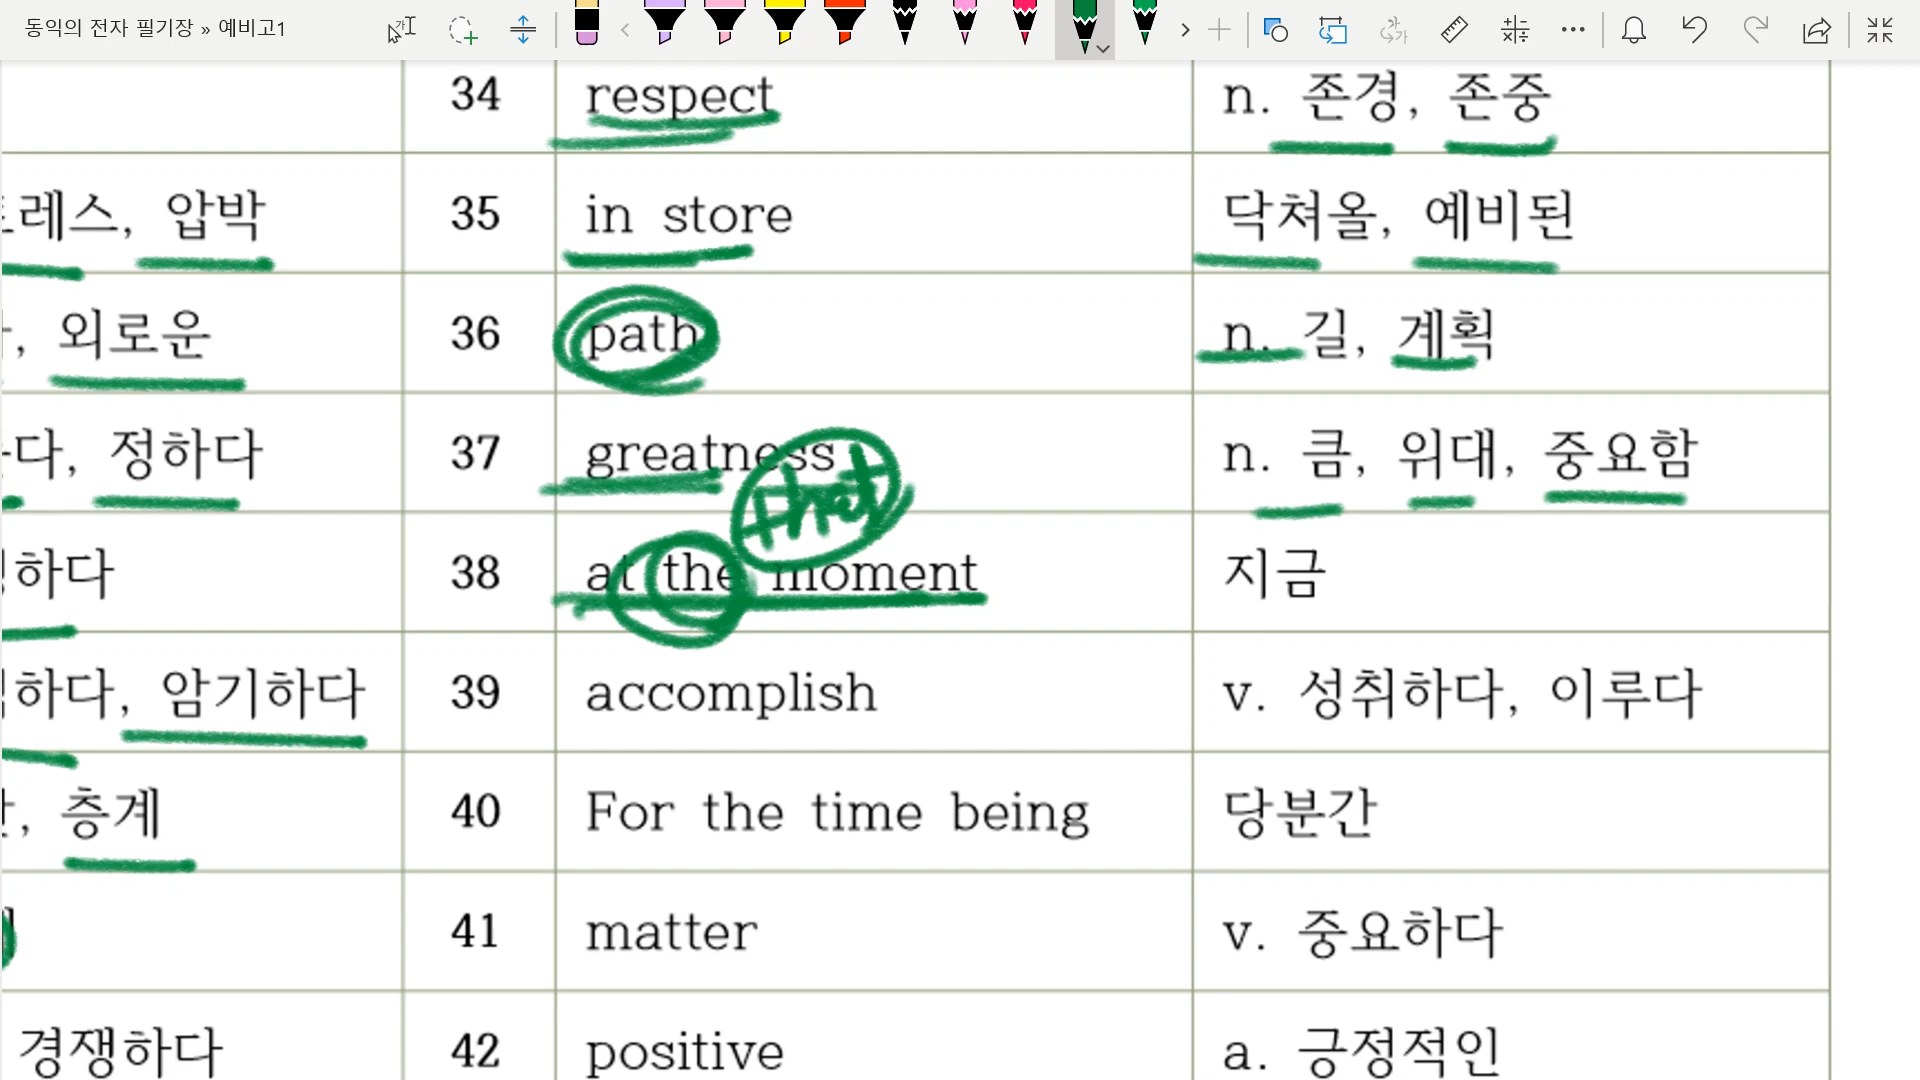 동익의 전자 필기장 » 예비고1
34 respect n. 존경, 존중
레스, 압박 35 in store 닥쳐올, 예비된
, 외로운 36 path n. 길, 계획
다, 정하다 37 greatness n. 큼, 위대, 중요함
that
하다 38 at the moment 지금
하다, 암기하다 39 accomplish v. 성취하다, 이루다
, 층계 40 For the time being 당분간
41 matter v. 중요하다
경쟁하다 42 positive a. 긍정적인